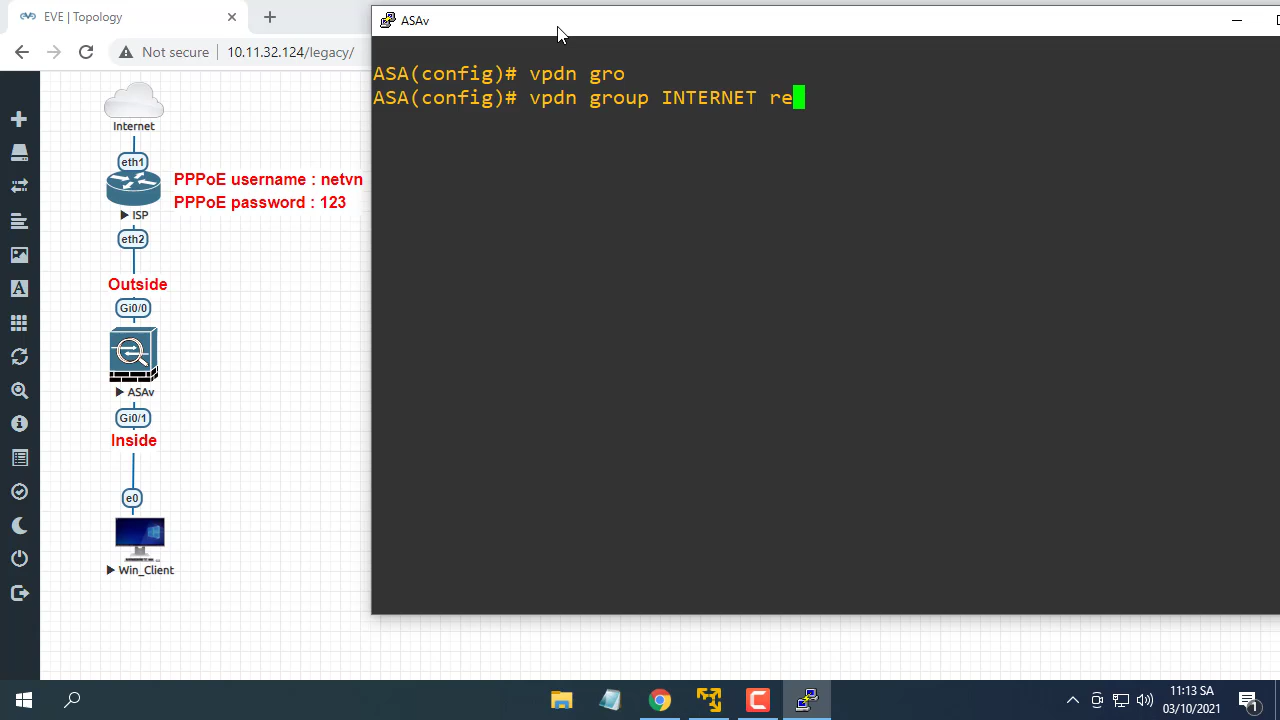 EVE | Topology
ASAv
Not secure
10.11.32.124/legacy/
ASA(config)# vpdn gro
ASA(config)# vpdn group INTERNET re
Internet
eth1
PPPoE username : netvn
PPPoE password : 123
ISP
eth2
Outside
Gi0/0
ASAv
Gi0/1
Inside
e0
Win_Client
11:13 SA
03/10/2021
1